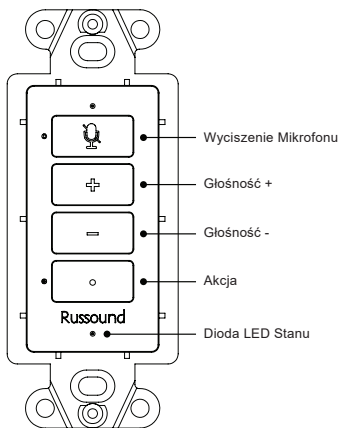 Wyciszenie Mikrofonu
Głośność +
Głośność -
Akcja
Russound
Dioda LED Stanu